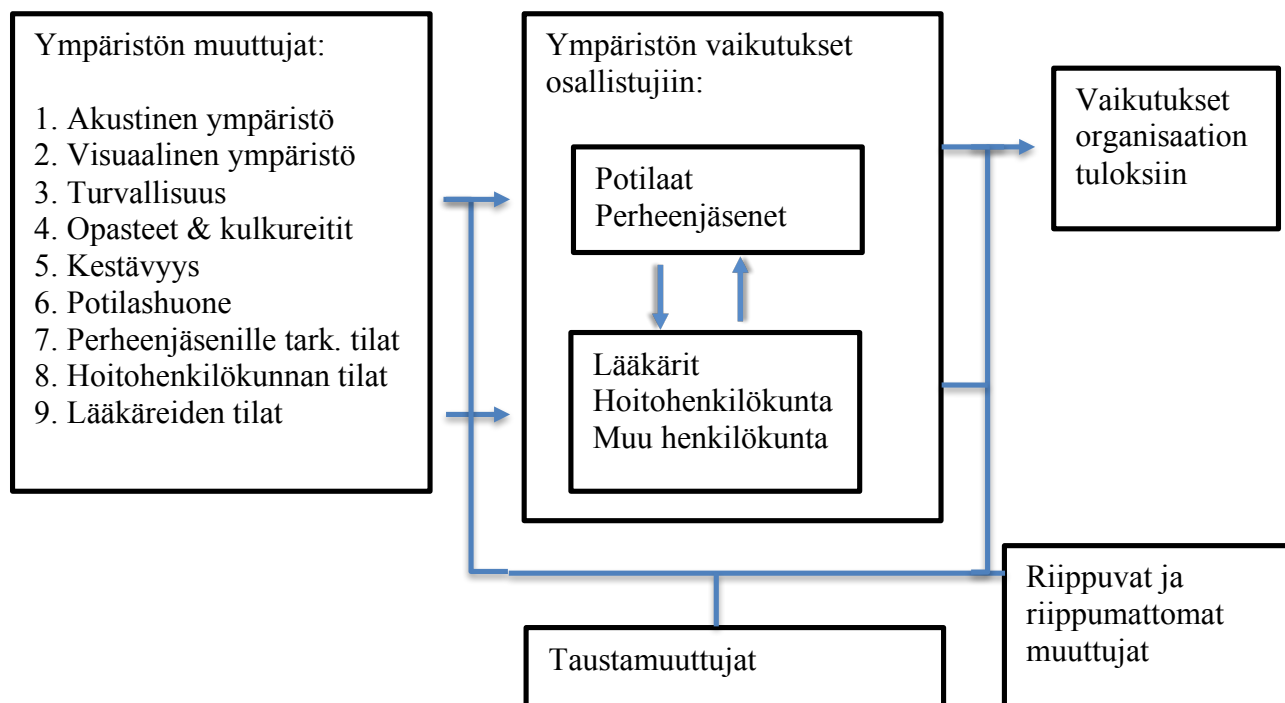 Ympäristön muuttujat:
1. Akustinen ympäristö
2. Visuaalinen ympäristö
3. Turvallisuus
4. Opasteet & kulkureitit
5. Kestävyys
6. Potilashuone
7. Perheenjäsenille tark. tilat
8. Hoitohenkilökunnan tilat
9. Lääkäreiden tilat
Ympäristön vaikutukset
osallistujiin:
Potilaat
Perheenjäsenet
Lääkärit
Hoitohenkilökunta
Muu henkilökunta
Vaikutukset
organisaation
tuloksiin
Taustamuuttujat
Riippuvat ja
riippumattomat
muuttujat